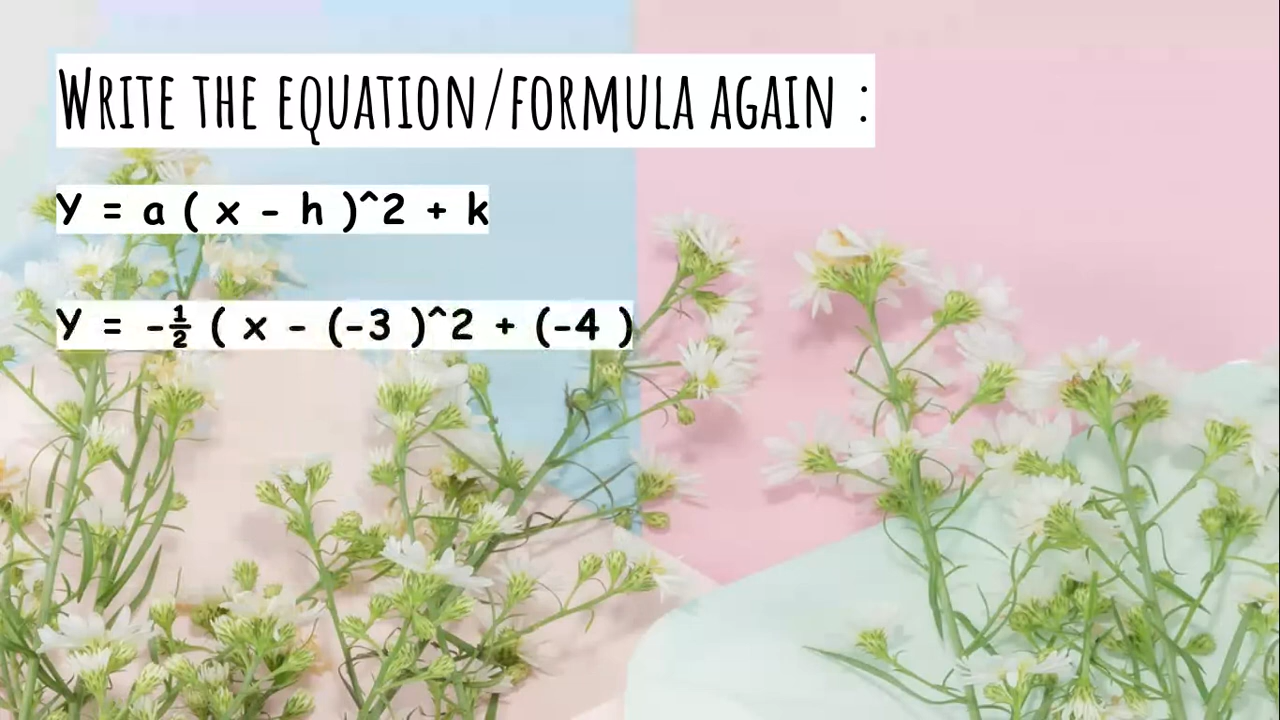 Write the equation/formula again :
Y = a ( x - h )^2 + k
Y = -½ ( x - (-3 )^2 + (-4 )